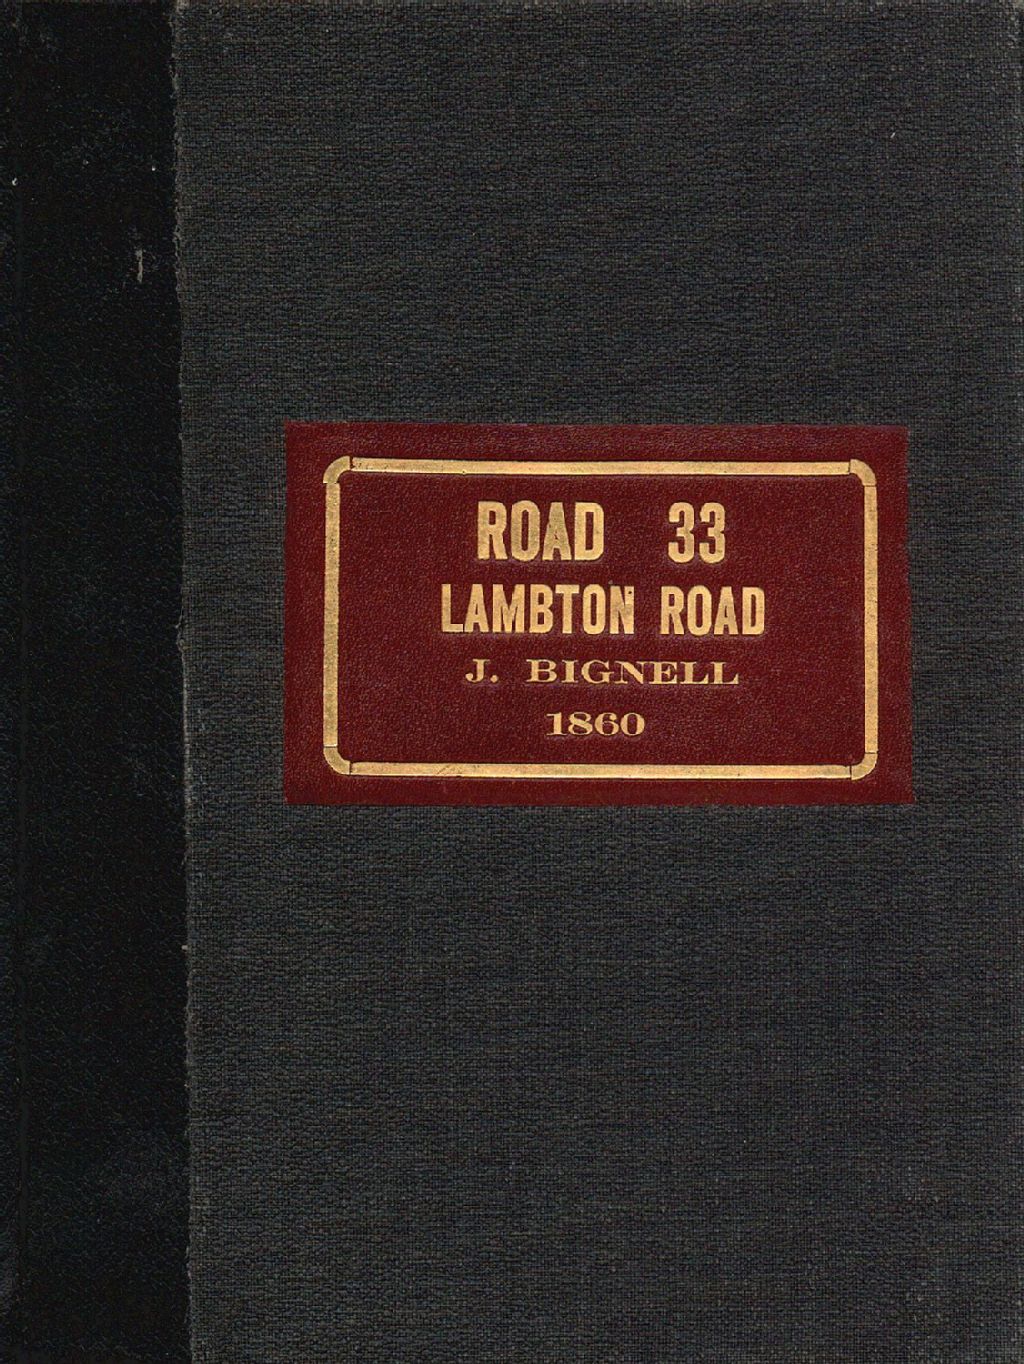 ROAD 33
LAMBTON ROAD
J. BIGNELL
1860